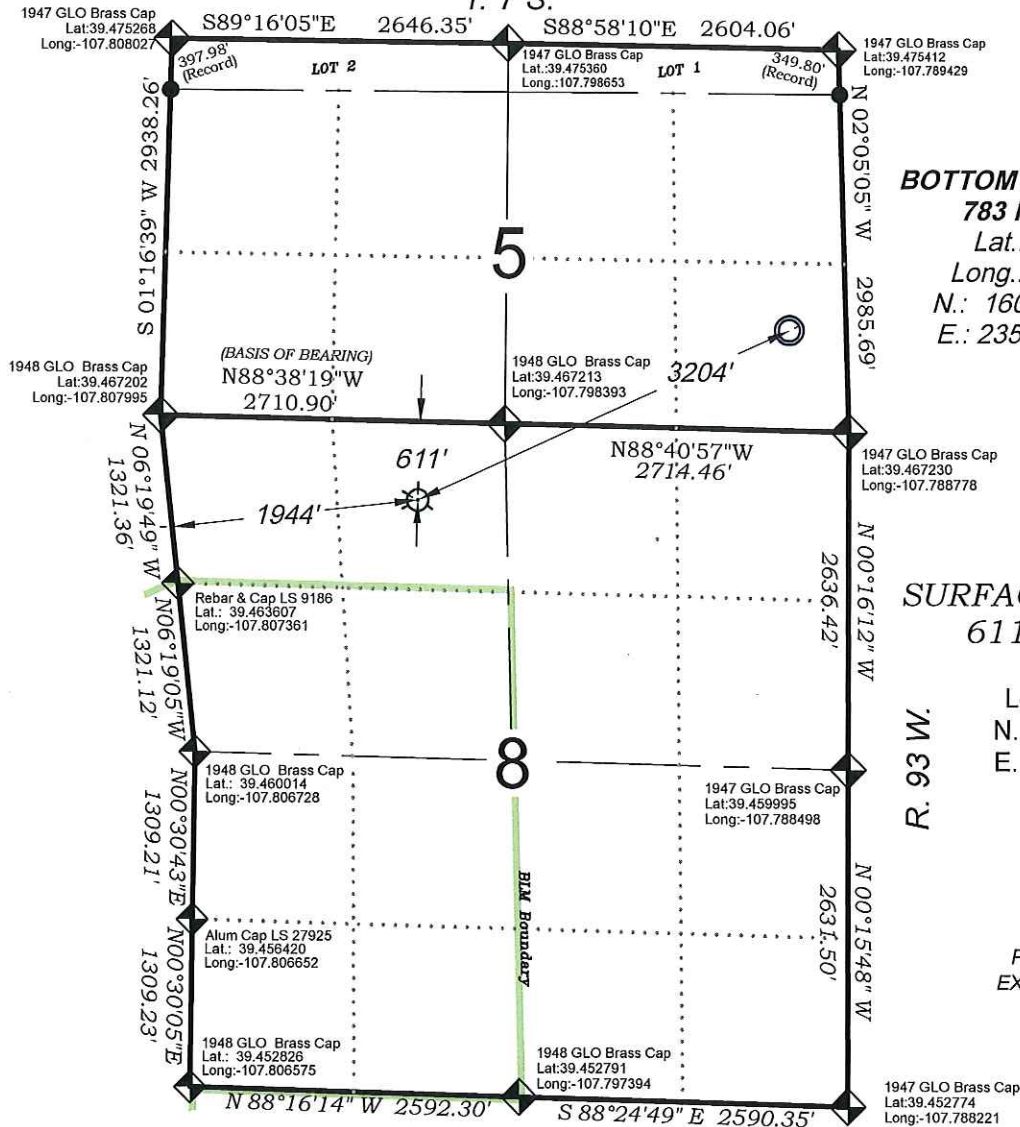 T. 7 S.
1947 GLO Brass Cap
Lat:39.475268
Long:-107.808027
S89°16'05"E 2646.35'
S88°58'10"E 2604.06'
1947 GLO Brass Cap
Lat:39.475412
Long:-107.789429
397.98'
(Record)
LOT 2
1947 GLO Brass Cap
Lat.:39.475360
Long.:107.798653
LOT 1
349.80'
(Record)
S 01°16'39" W 2938.26'
N 02°05'05" W 2985.69'
BOTTOM
783
Lat.
Long.
N.: 160
E.: 235
5
1948 GLO Brass Cap
Lat:39.467202
Long:-107.807995
(BASIS OF BEARING)
N88°38'19"W
2710.90'
1948 GLO Brass Cap
Lat:39.467213
Long:-107.798393
3204'
N88°40'57"W
2714.46'
1947 GLO Brass Cap
Lat:39.467230
Long:-107.788778
611'
1944'
N 06°19'49" W
1321.36'
Rebar & Cap LS 9186
Lat.: 39.463607
Long:-107.807361
N 00°16'12" W
2636.42'
SURFAC
611
L
N.
E.
N06°19'05"W
1321.12'
R. 93 W.
8
1948 GLO Brass Cap
Lat.: 39.460014
Long:-107.806728
1947 GLO Brass Cap
Lat:39.459995
Long:-107.788498
N00°30'43"E
1309.21'
BLM Boundary
N 00°15'48" W
2631.50'
Alum Cap LS 27925
Lat.: 39.456420
Long:-107.806652
EX
N00°30'05"E
1309.23'
1948 GLO Brass Cap
Lat.: 39.452826
Long:-107.806575
1948 GLO Brass Cap
Lat:39.452791
Long:-107.797394
1947 GLO Brass Cap
Lat:39.452774
Long:-107.788221
N 88°16'14" W 2592.30'
S 88°24'49" E 2590.35'